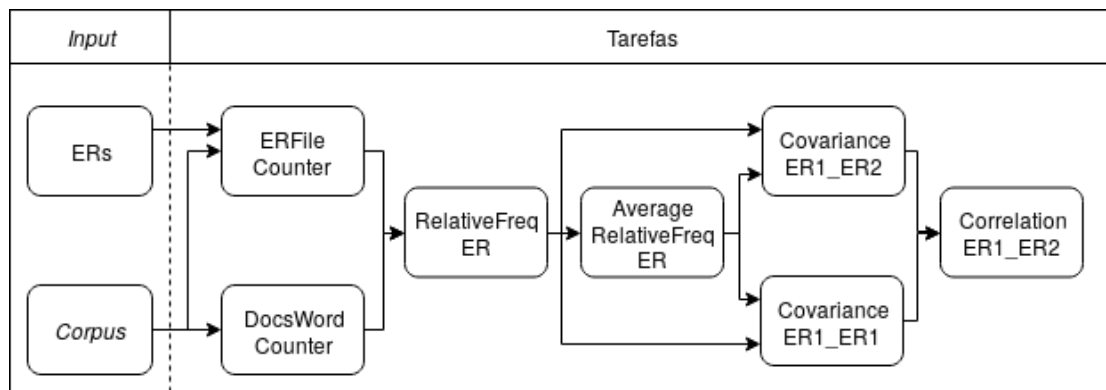 Input
Tarefas
ERs
ERFile
Counter
Corpus
DocsWord
Counter
RelativeFreq
ER
Average
RelativeFreq
ER
Covariance
ER1_ER2
Covariance
ER1_ER1
Correlation
ER1_ER2